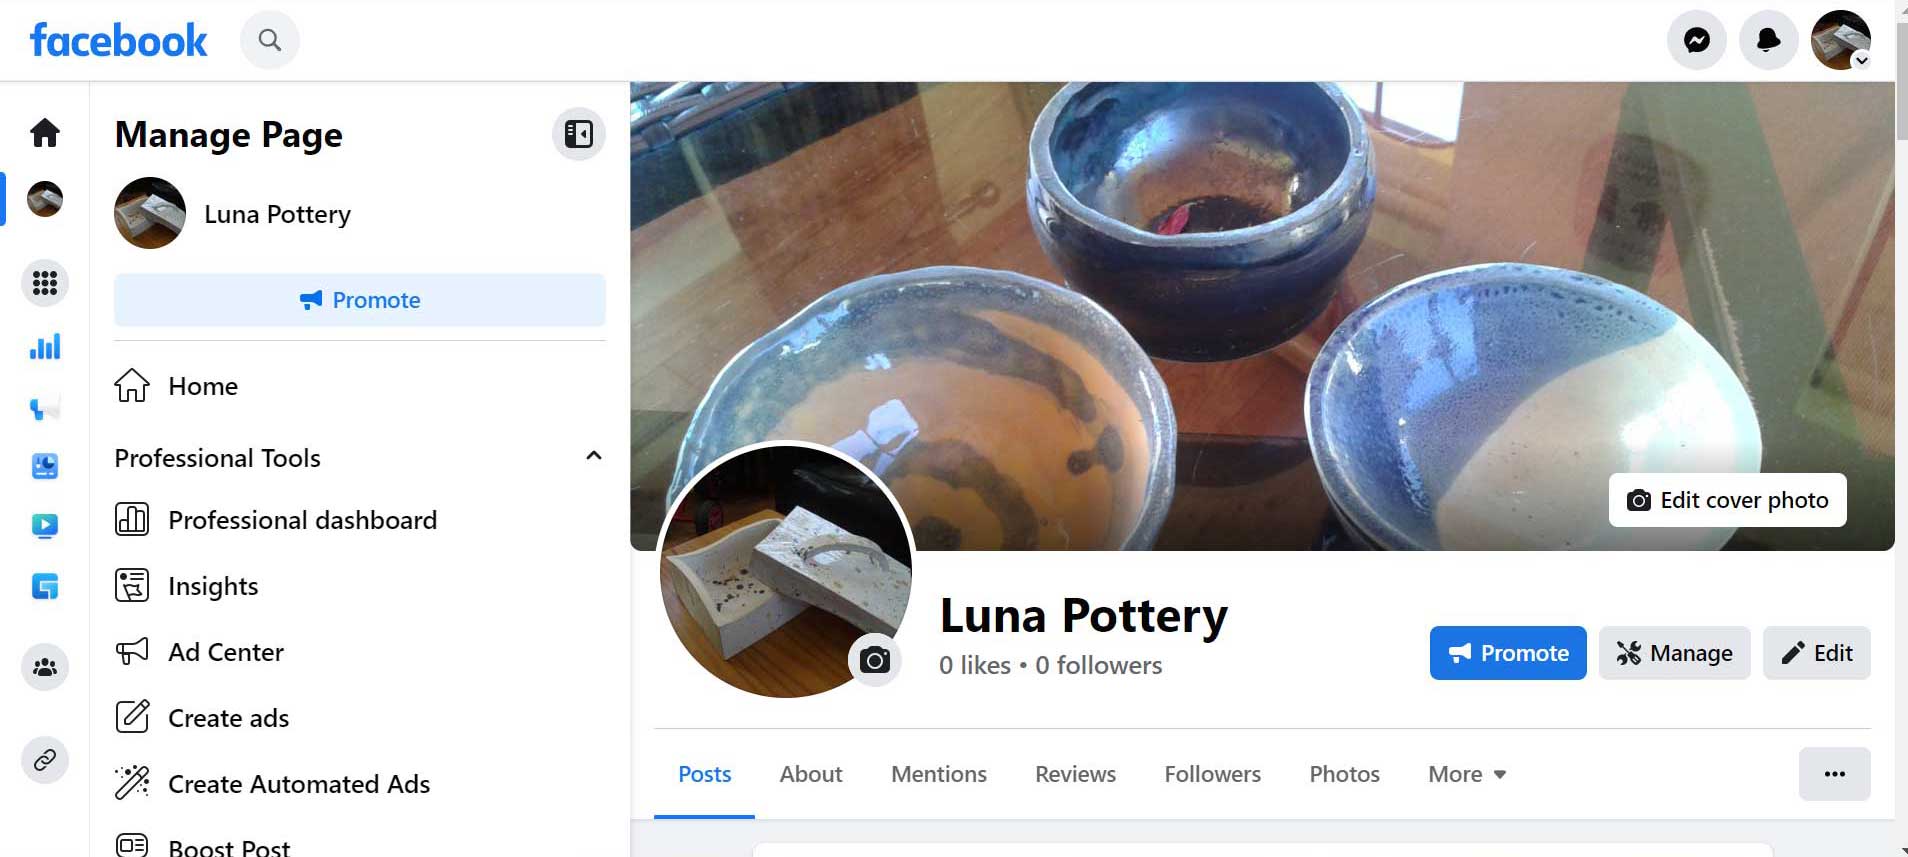 facebook
Manage Page
Luna Pottery
Promote
Home
Professional Tools
Professional dashboard
Insights
Ad Center
Create ads
Create Automated Ads
Boost Post
Edit cover photo
Luna Pottery
0 likes • 0 followers
Promote
Manage
Edit
Posts
About
Mentions
Reviews
Followers
Photos
More